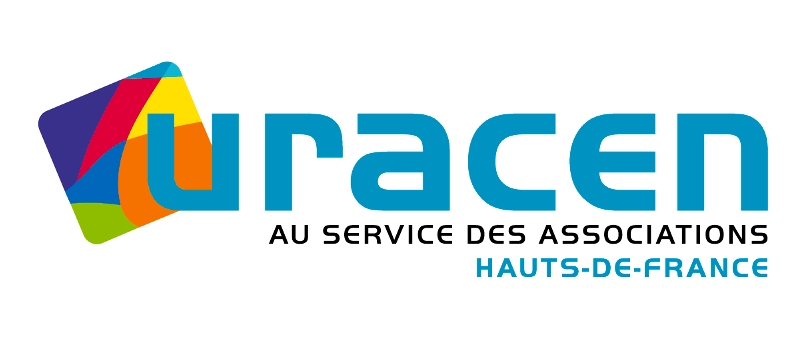 uracen
AU SERVICE DES ASSOCIATIONS
HAUTS-DE-FRANCE